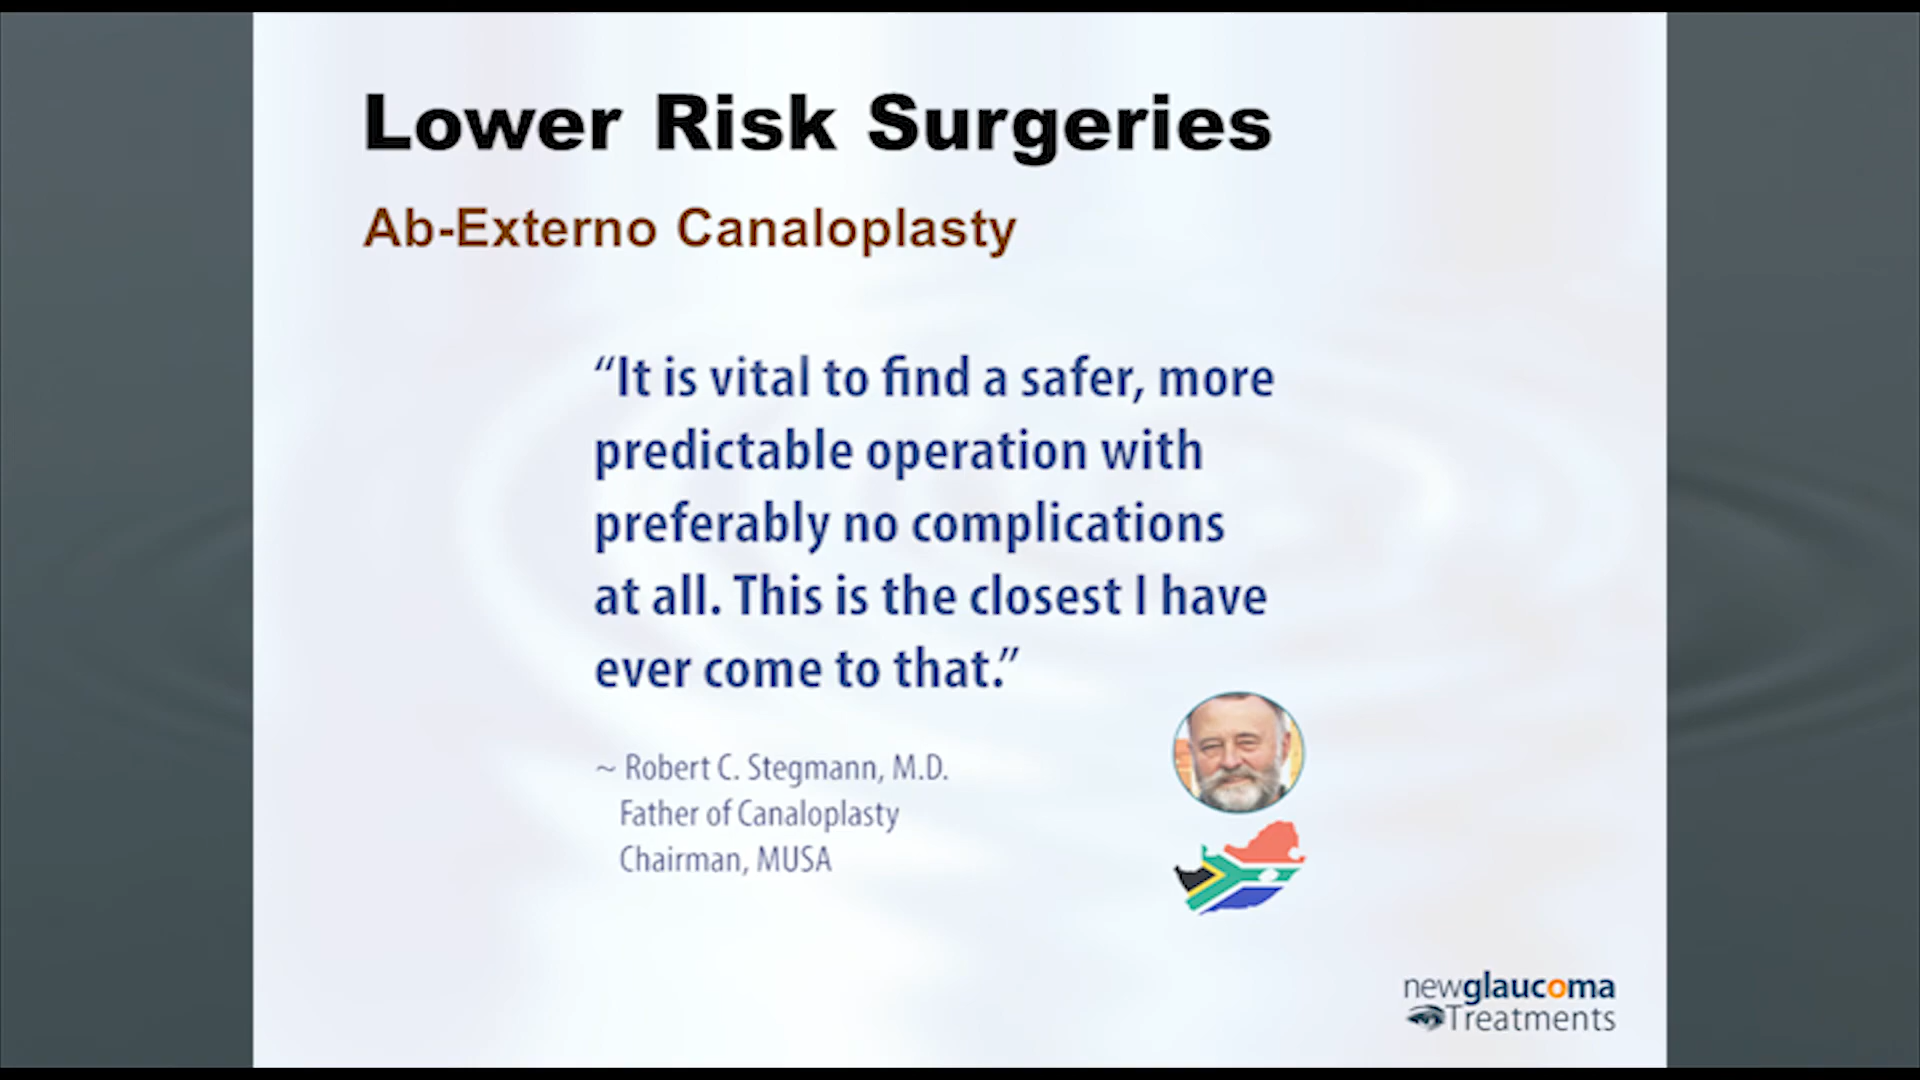 Lower Risk Surgeries
Ab-Externo Canaloplasty
“It is vital to find a safer, more
predictable operation with
preferably no complications
at all. This is the closest I have
ever come to that.”
~ Robert C. Stegmann, M.D.
Father of Canaloplasty
Chairman, MUSA
newglaucoma
Treatments